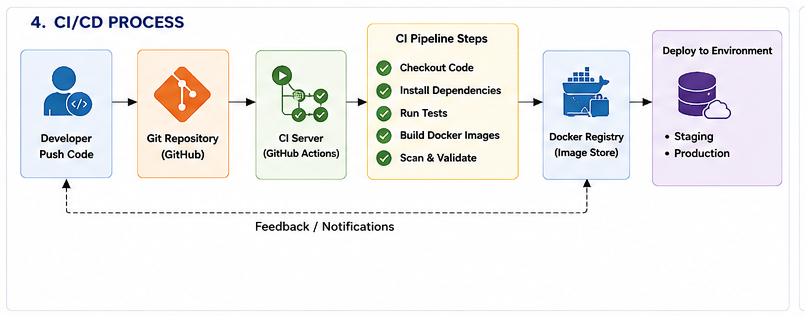 4. CI/CD PROCESS
Developer
Push Code
Git Repository
(GitHub)
CI Server
(GitHub Actions)
CI Pipeline Steps
Checkout Code
Install Dependencies
Run Tests
Build Docker Images
Scan & Validate
Docker Registry
(Image Store)
Deploy to Environment
• Staging
• Production
Feedback / Notifications